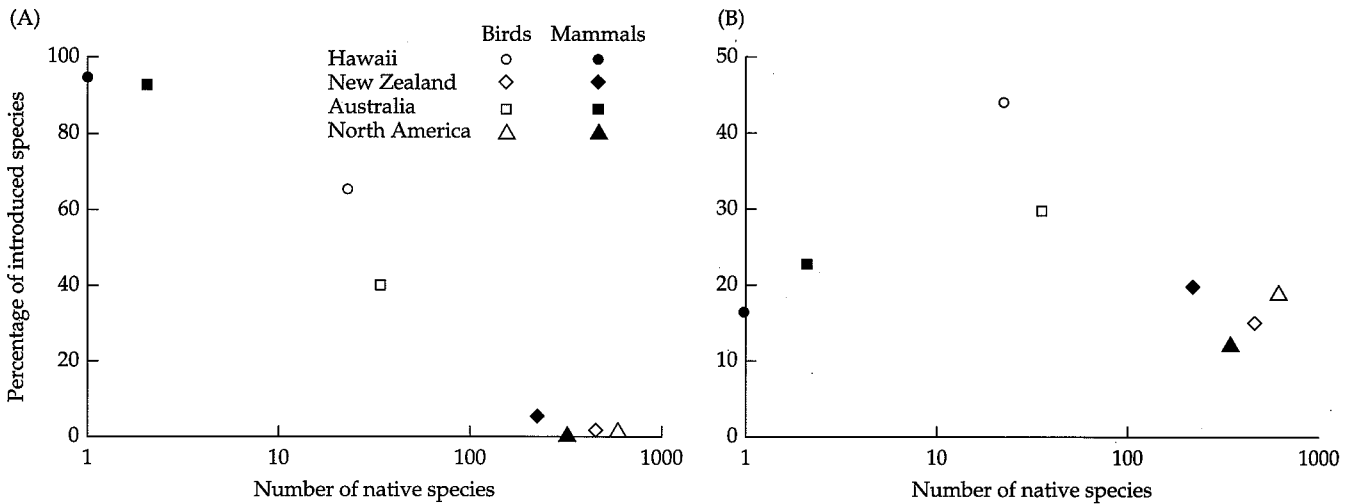 (A)
Birds Mammals
Hawaii
New Zealand
Australia
North America
100
80
60
40
20
0
1 10 100 1000
Percentage of introduced species
Number of native species
(B)
50
40
30
20
10
0
1 10 100 1000
Number of native species